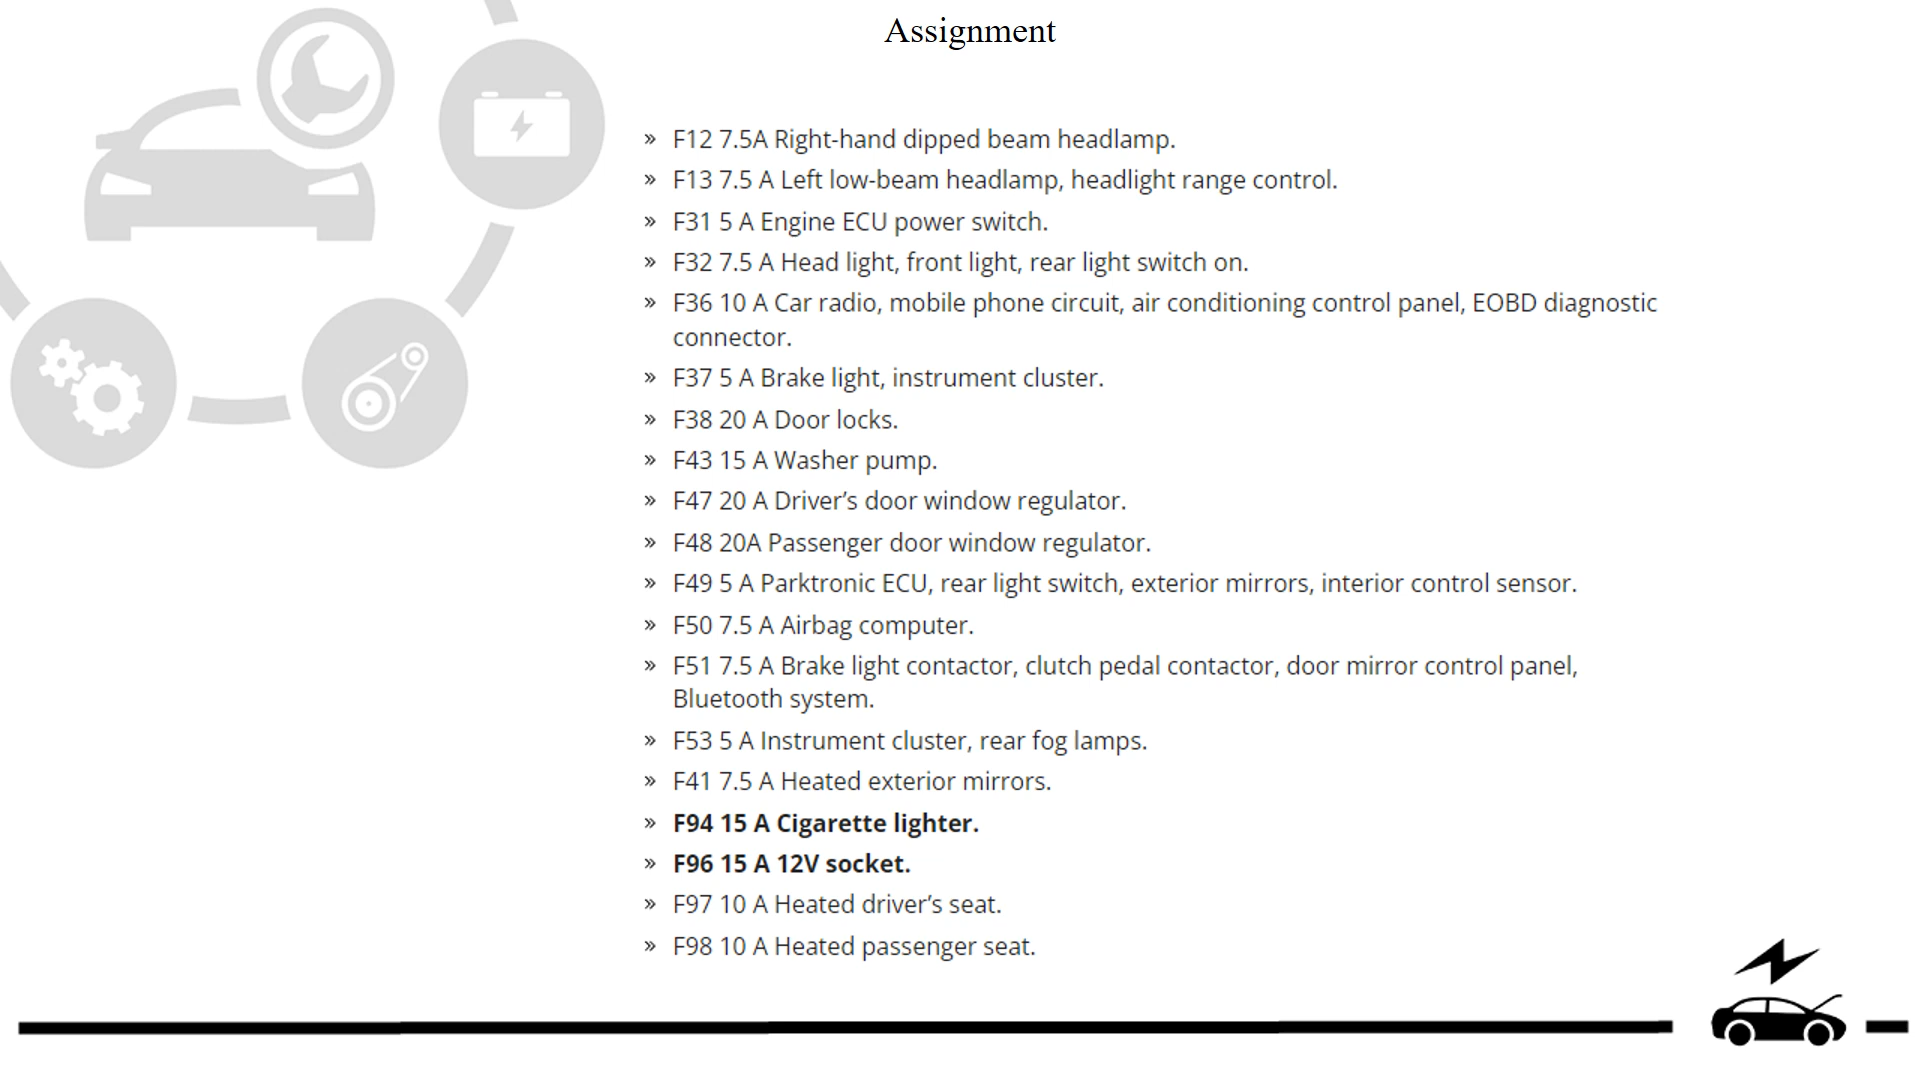 Assignment
» F12 7.5A Right-hand dipped beam headlamp.
» F13 7.5 A Left low-beam headlamp, headlight range control.
» F31 5 A Engine ECU power switch.
» F32 7.5 A Head light, front light, rear light switch on.
» F36 10 A Car radio, mobile phone circuit, air conditioning control panel, EOBD diagnostic
connector.
» F37 5 A Brake light, instrument cluster.
» F38 20 A Door locks.
» F43 15 A Washer pump.
» F47 20 A Driver’s door window regulator.
» F48 20A Passenger door window regulator.
» F49 5 A Parktronic ECU, rear light switch, exterior mirrors, interior control sensor.
» F50 7.5 A Airbag computer.
» F51 7.5 A Brake light contactor, clutch pedal contactor, door mirror control panel,
Bluetooth system.
» F53 5 A Instrument cluster, rear fog lamps.
» F41 7.5 A Heated exterior mirrors.
» F94 15 A Cigarette lighter.
» F96 15 A 12V socket.
» F97 10 A Heated driver’s seat.
» F98 10 A Heated passenger seat.